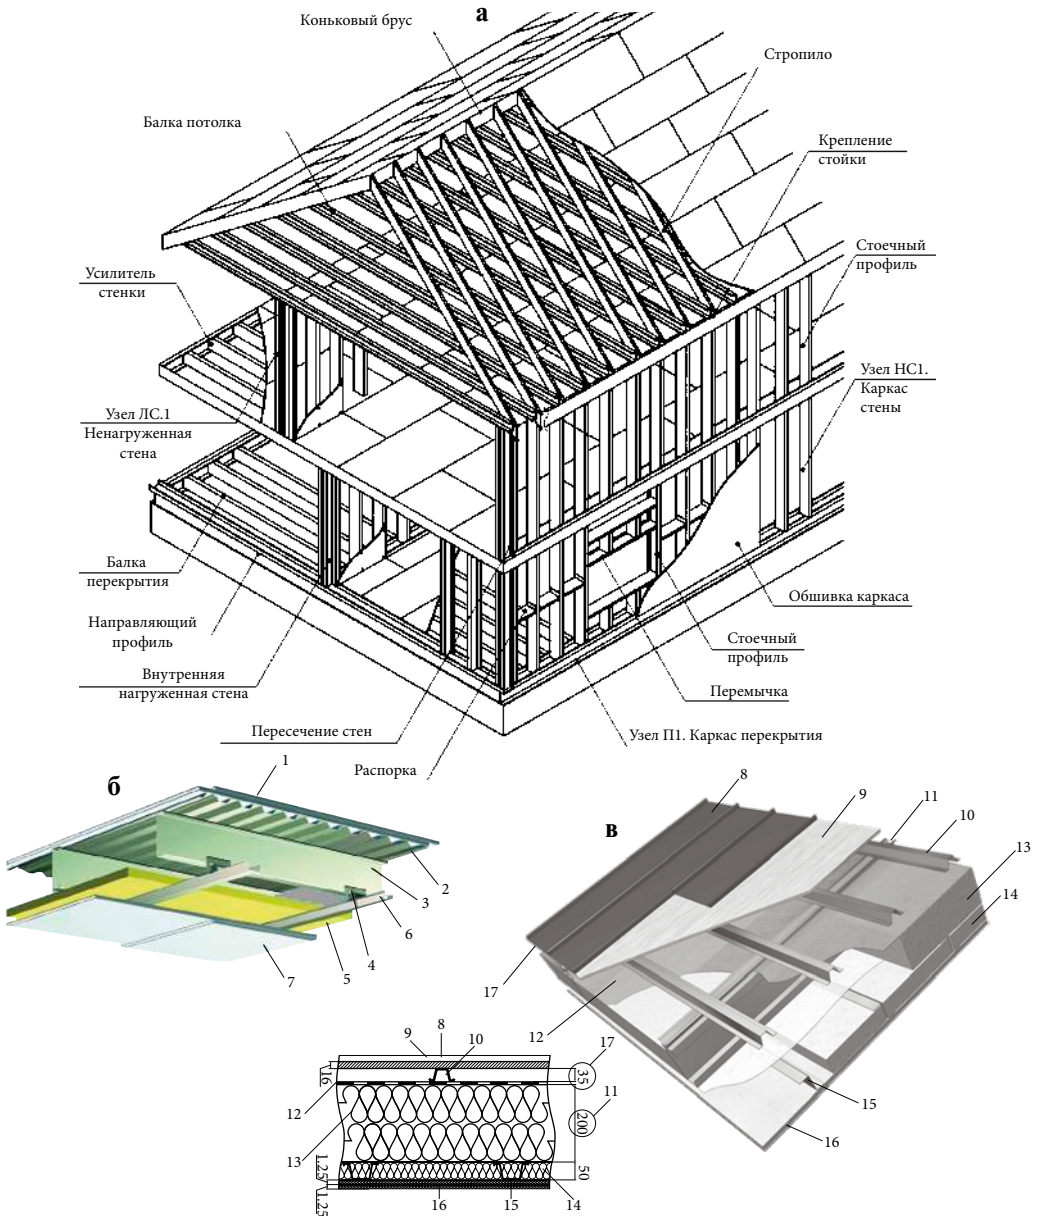 а
Коньковый брус
Стропило
Балка потолка
Крепление
стойки
Стоечный
профиль
Усилитель
стенки
Узел НС1.
Каркас
стены
Узел ЛС.1
Ненагруженная
стена
Балка
перекрытия
Обшивка каркаса
Направляющий
профиль
Стоечный
профиль
Внутренняя
нагруженная стена
Перемычка
Пересечение стен
Узел П1. Каркас перекрытия
Распорка
б
1
2
3
6
4
5
7
в
8
9
11
10
13
14
17
12
15
16
9
8
10
17
16
35
12
11
200
13
1.25
50
1.25
16
15
14